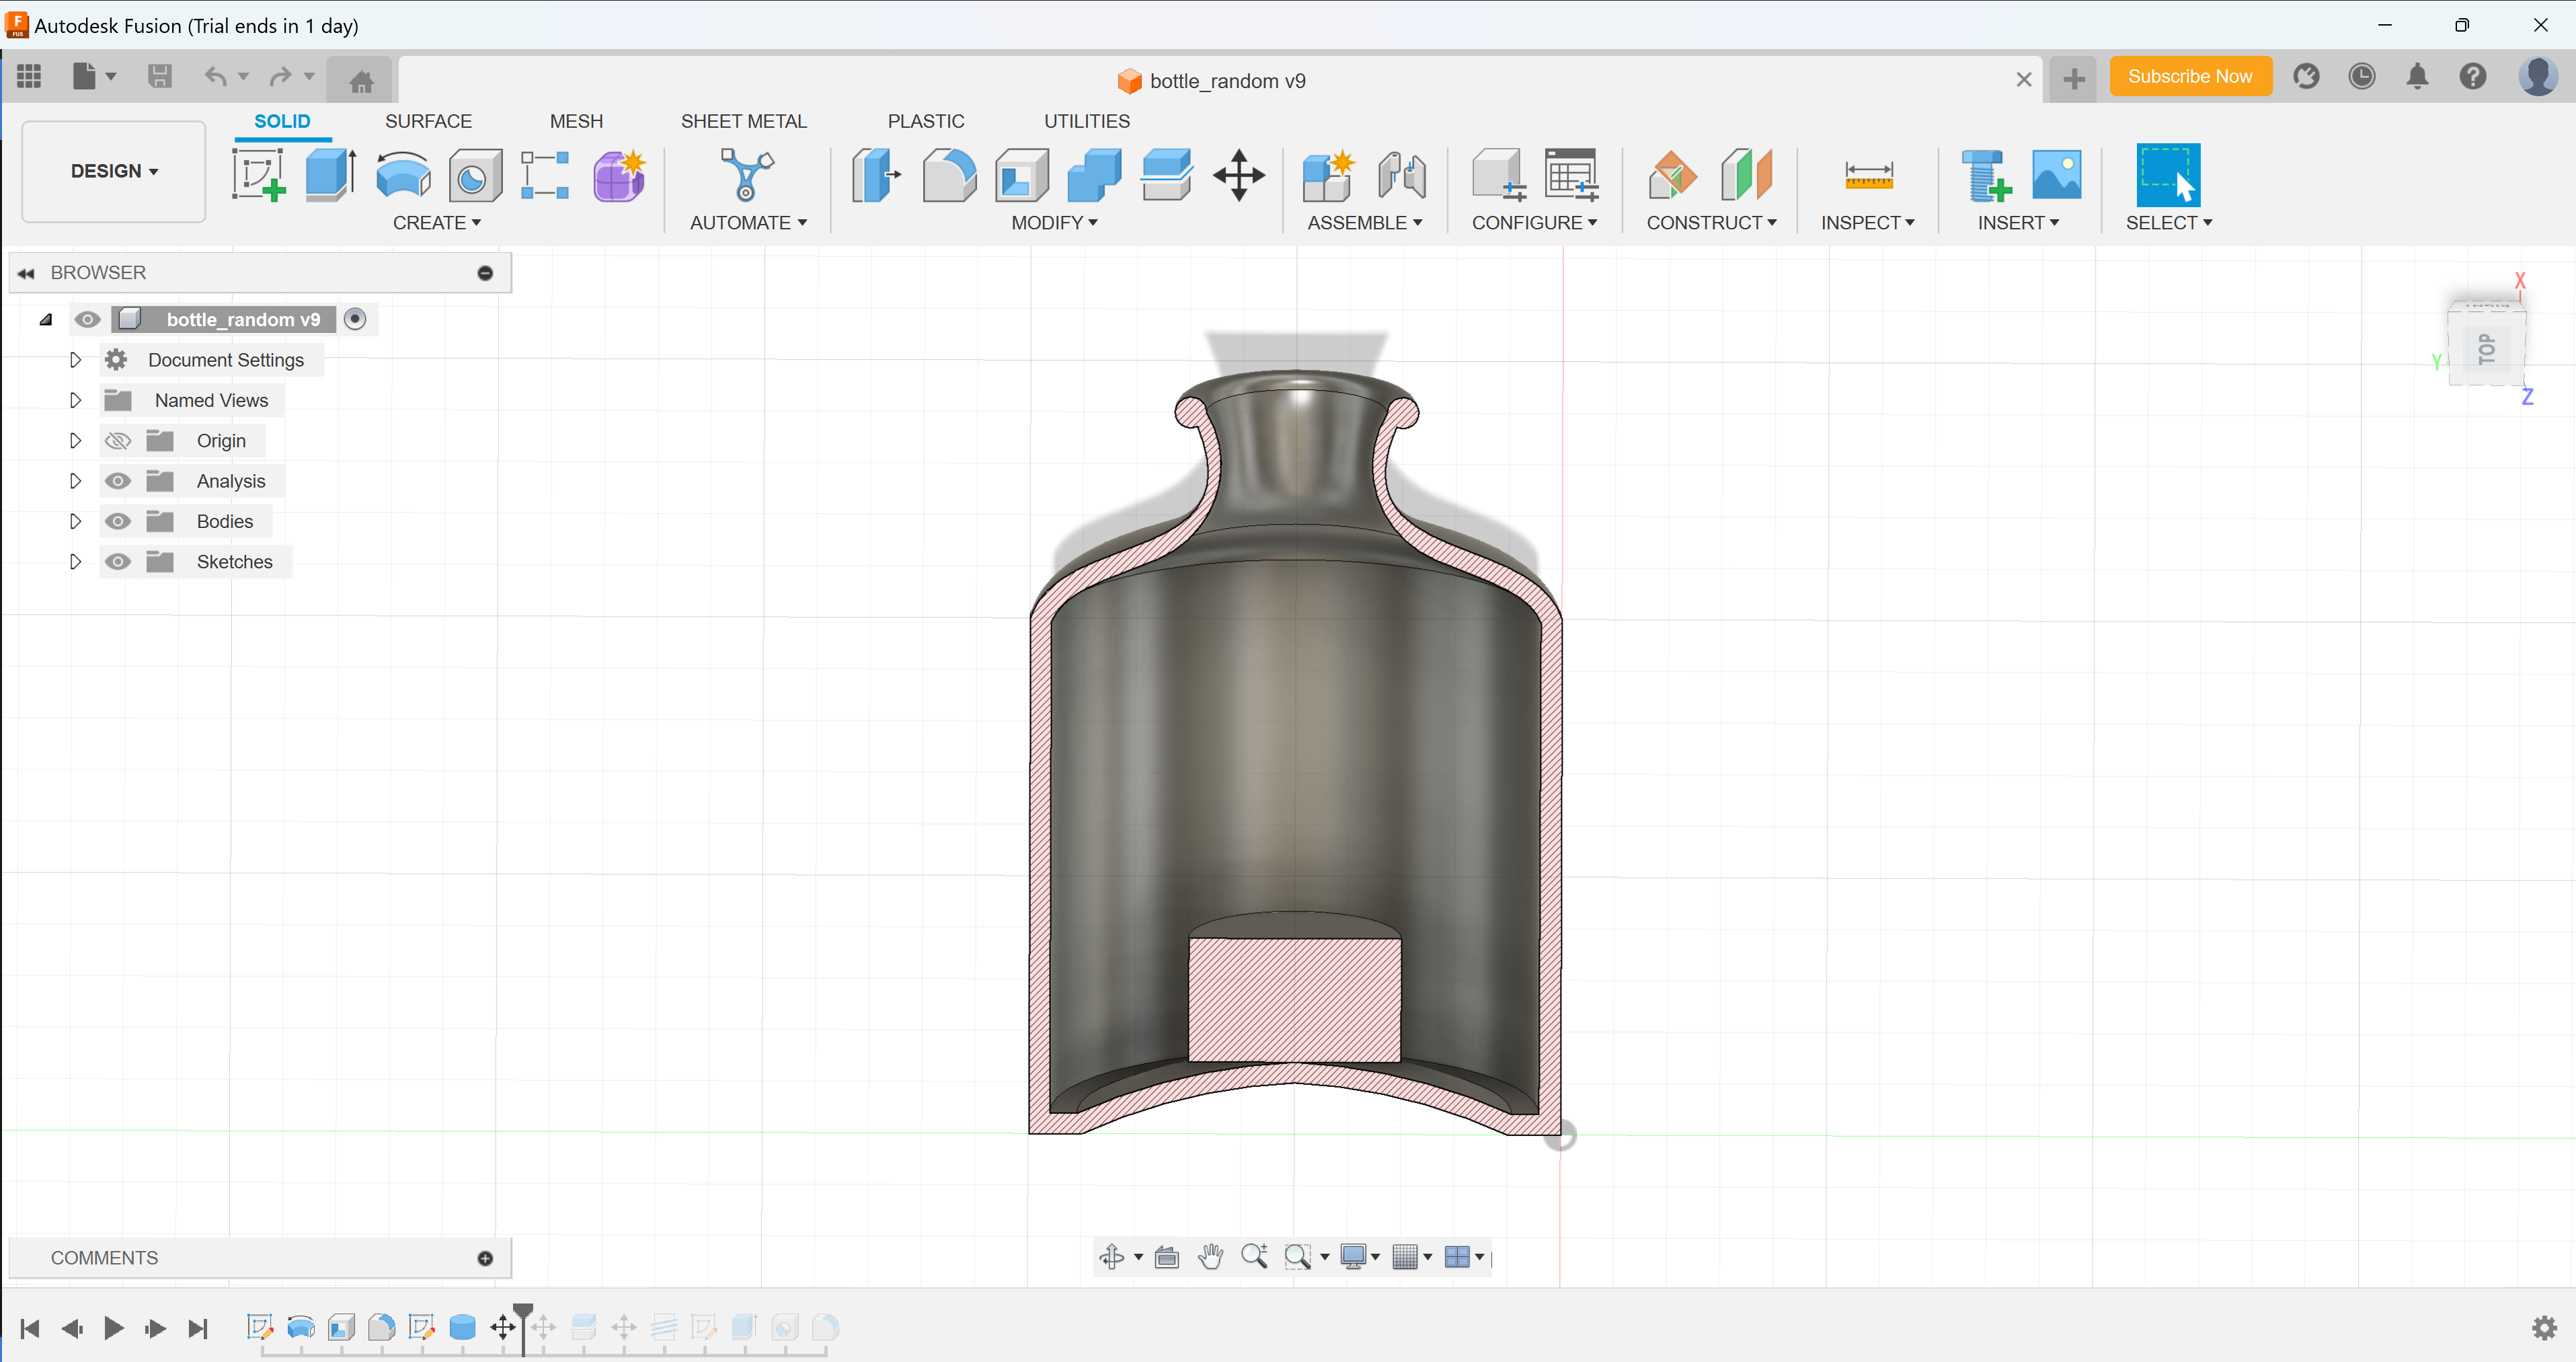 Autodesk Fusion (Trial ends in 1 day)
bottle_random v9
Subscribe Now
SOLID SURFACE MESH SHEET METAL PLASTIC UTILITIES
DESIGN
CREATE AUTOMATE MODIFY ASSEMBLE CONFIGURE CONSTRUCT INSPECT INSERT SELECT
BROWSER
bottle_random v9
Document Settings
Named Views
Origin
Analysis
Bodies
Sketches
X
TOP
Y
Z
COMMENTS